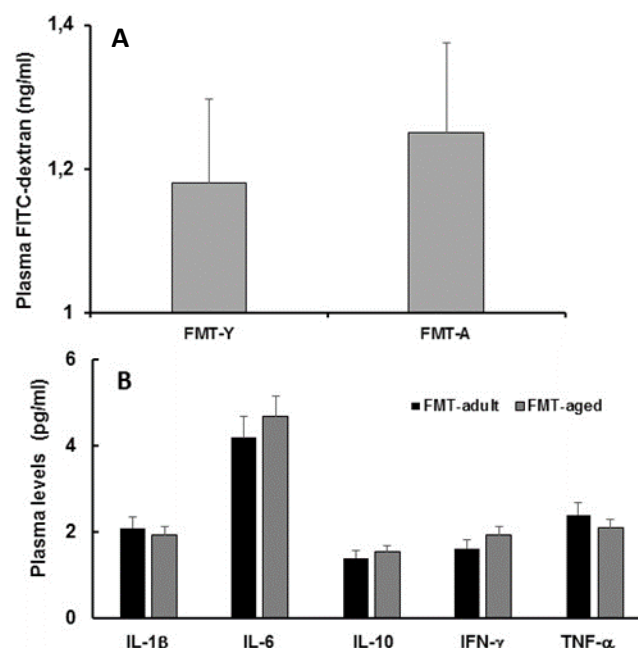 A
Plasma FITC-dextran (ng/ml)
1,4
1,2
1
FMT-Y FMT-A
B
Plasma levels (pg/ml)
FMT-adult FMT-aged
6
4
2
0
IL-1β IL-6 IL-10 IFN-γ TNF-α